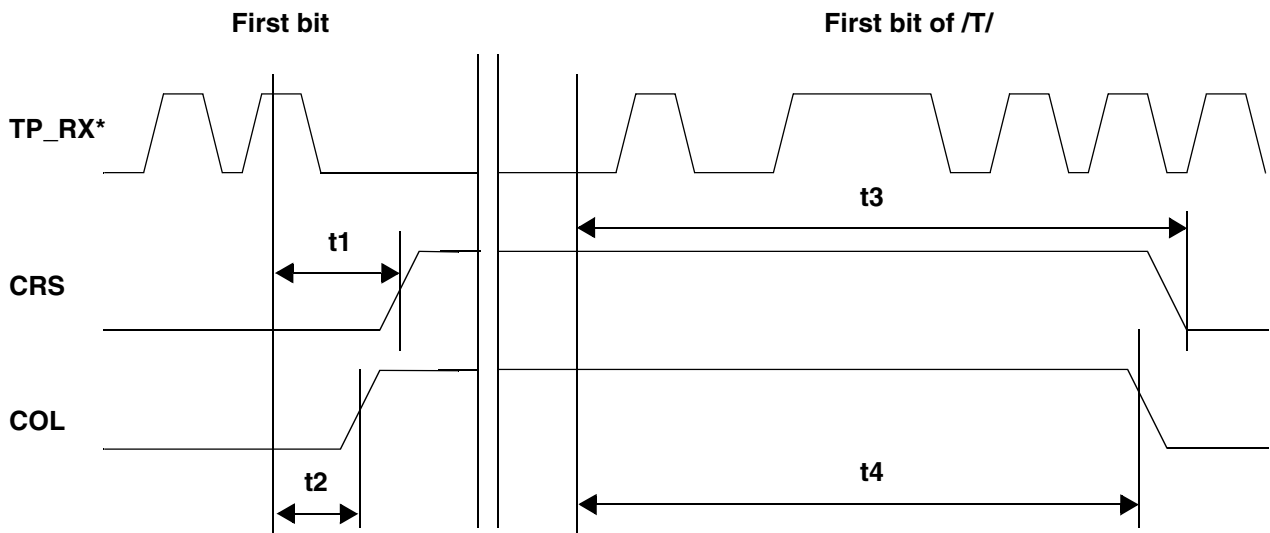 First bit
First bit of /T/
TP_RX*
t3
t1
CRS
COL
t2
t4